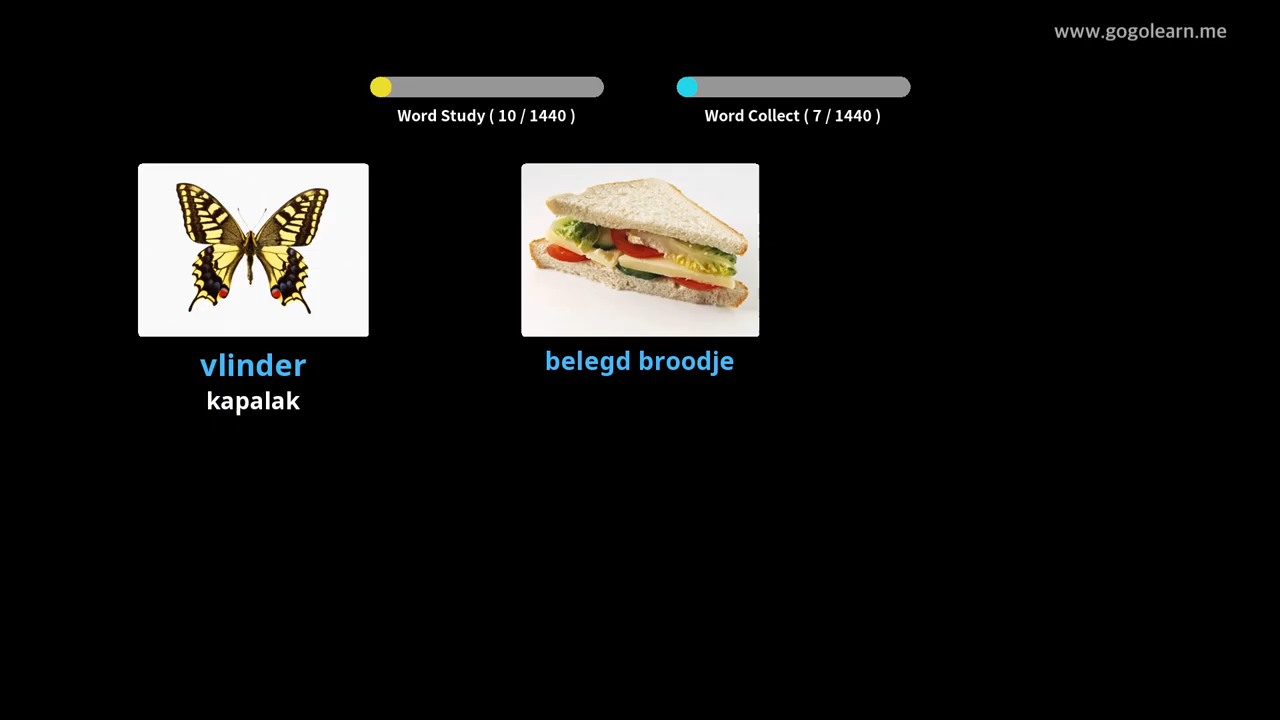 www.gogolearn.me
Word Study ( 10 / 1440 )
Word Collect ( 7 / 1440 )
vlinder
kapalak
belegd broodje